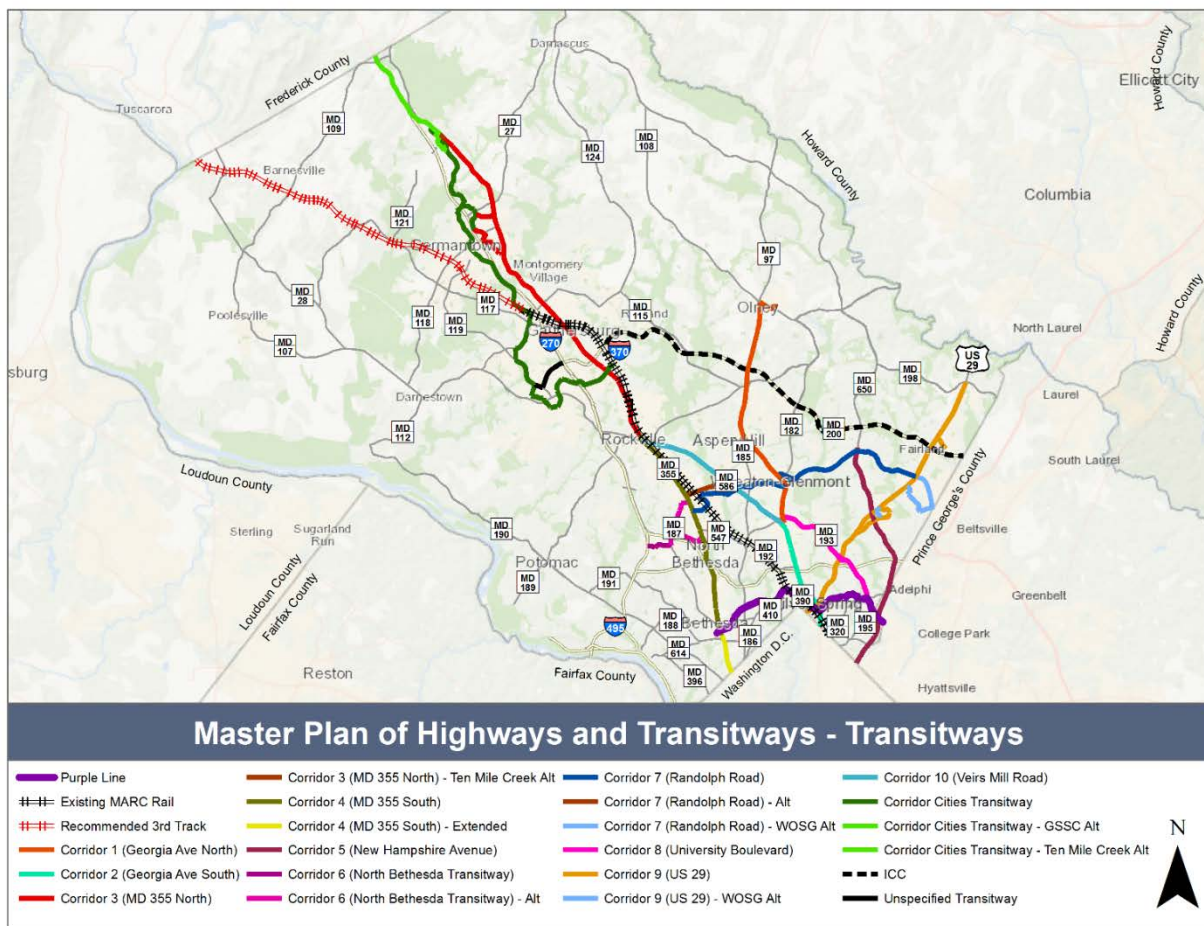 Damascus
Ellicott City
Howard County
Frederick County
Tuscarora
MD 109
MD 27
MD 124
MD 108
Howard County
Barnesville
Columbia
MD 121
Germantown
MD 97
Montgomery Village
MD 28
MD 117
Olney
MD 115
Poolesville
MD 118
MD 119
Gaithersburg
Howard County
North Laurel
MD 107
270
370
US 29
sburg
MD 198
MD 650
Darnestown
Laurel
MD 182
MD 200
MD 112
Rockville
Aspen Hill
MD 185
Fairland
South Laurel
Loudoun County
MD 355
MD 586
Wheaton-Glenmont
Prince George's County
Sterling
Sugarland Run
MD 190
MD 187
MD 547
MD 193
Beltsville
North Bethesda
MD 192
Potomac
MD 189
MD 191
Loudoun County
Fairfax County
MD 390
Adelphi
Greenbelt
MD 410
Silver Spring
MD 188
Bethesda
MD 320
MD 195
495
MD 186
College Park
MD 614
Washington D.C.
Reston
Fairfax County
MD 396
Hyattsville
Master Plan of Highways and Transitways - Transitways
Purple Line
Existing MARC Rail
Recommended 3rd Track
Corridor 1 (Georgia Ave North)
Corridor 2 (Georgia Ave South)
Corridor 3 (MD 355 North)
Corridor 3 (MD 355 North) - Ten Mile Creek Alt
Corridor 4 (MD 355 South)
Corridor 4 (MD 355 South) - Extended
Corridor 5 (New Hampshire Avenue)
Corridor 6 (North Bethesda Transitway)
Corridor 6 (North Bethesda Transitway) - Alt
Corridor 7 (Randolph Road)
Corridor 7 (Randolph Road) - Alt
Corridor 7 (Randolph Road) - WOSG Alt
Corridor 8 (University Boulevard)
Corridor 9 (US 29)
Corridor 9 (US 29) - WOSG Alt
Corridor 10 (Veirs Mill Road)
Corridor Cities Transitway
Corridor Cities Transitway - GSSC Alt
Corridor Cities Transitway - Ten Mile Creek Alt
ICC
Unspecified Transitway
N